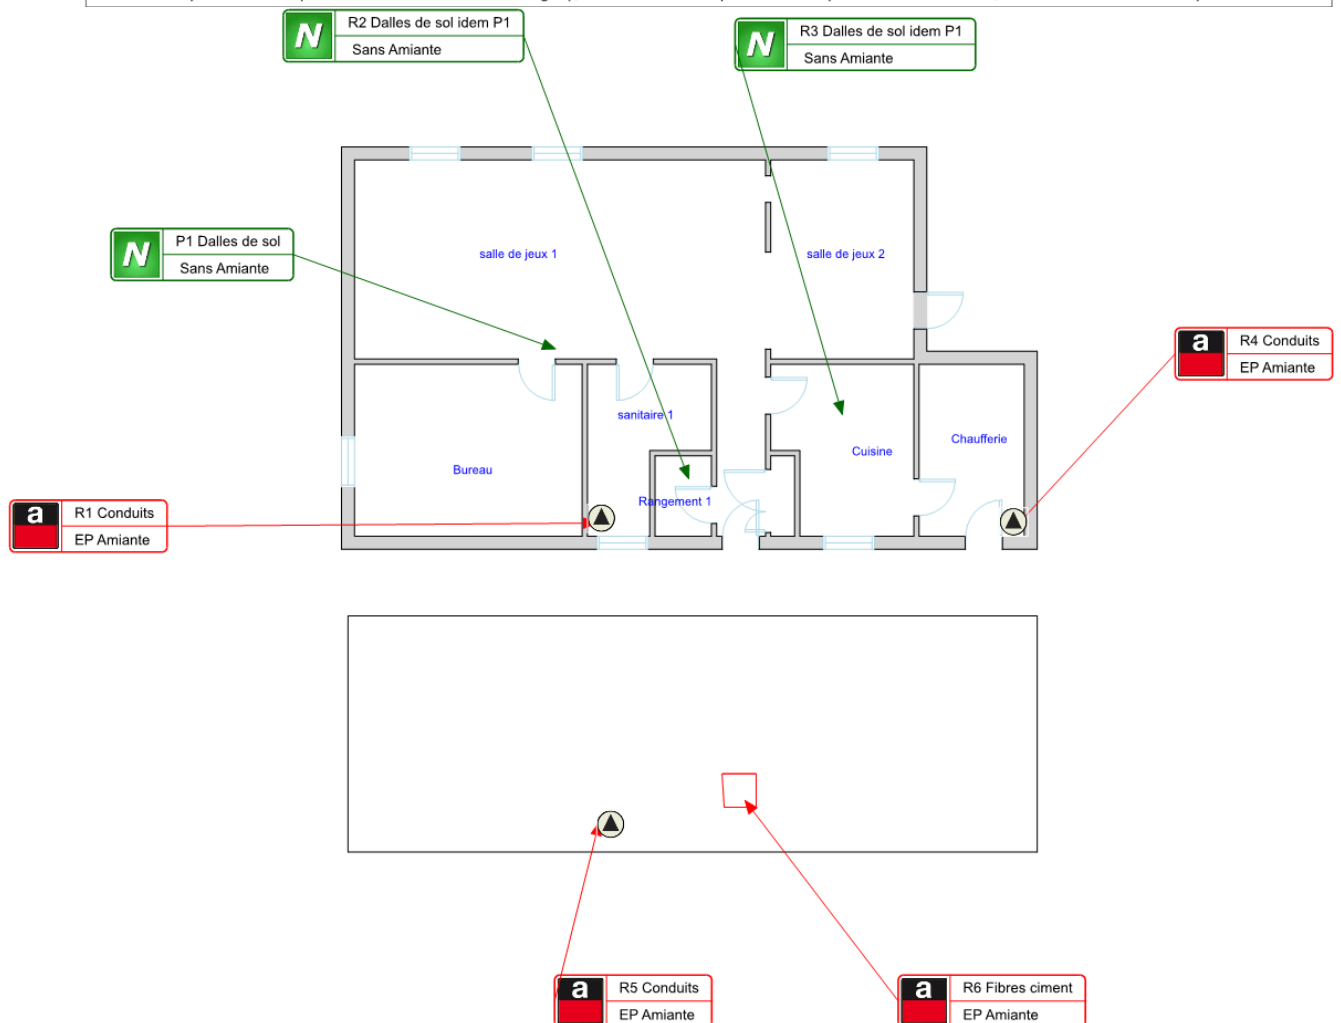 N
R2 Dalles de sol idem P1
Sans Amiante
N
R3 Dalles de sol idem P1
Sans Amiante
N
P1 Dalles de sol
Sans Amiante
salle de jeux 1
salle de jeux 2
a
R4 Conduits
EP Amiante
sanitaire 1
Bureau
Cuisine
Chaufferie
Rangement 1
a
R1 Conduits
EP Amiante
a
R5 Conduits
EP Amiante
a
R6 Fibres ciment
EP Amiante